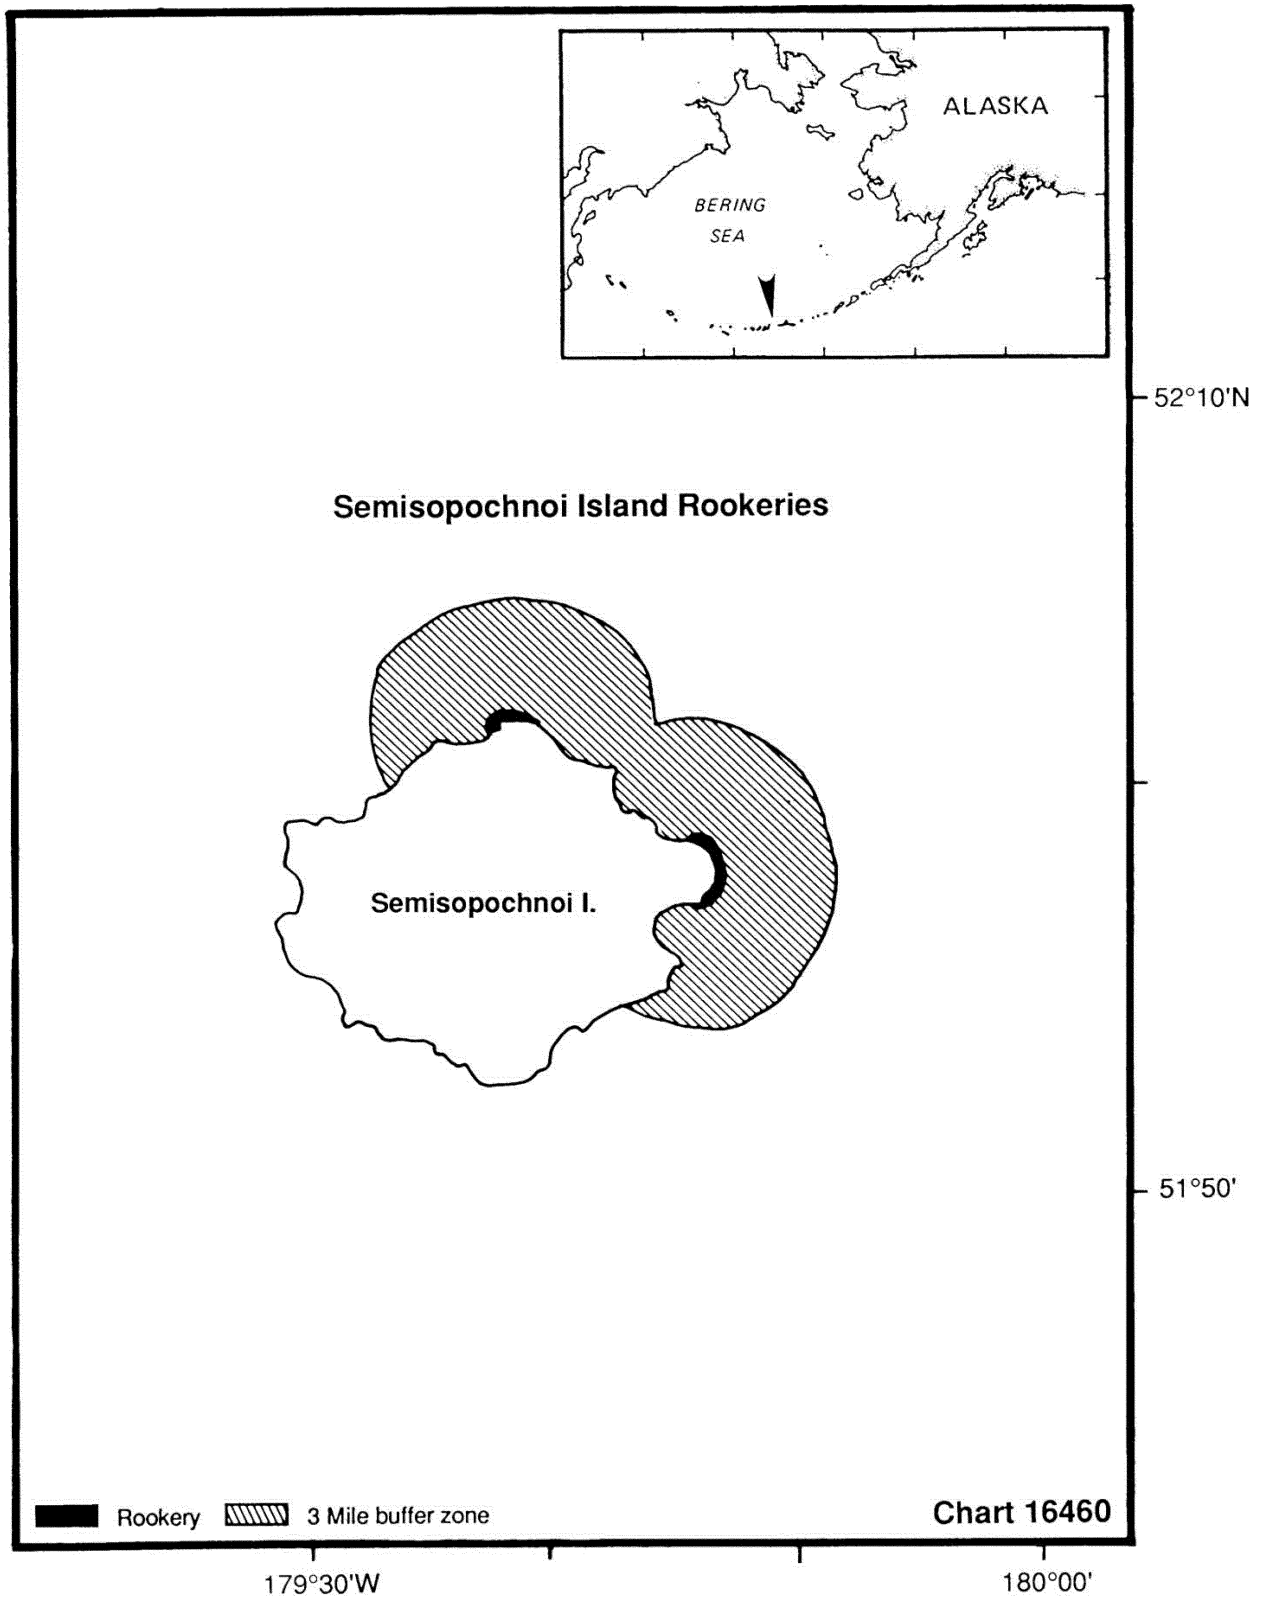 ALASKA
BERING
SEA
52°10'N
Semisopochnoi Island Rookeries
Semisopochnoi I.
51°50'
Rookery
3 Mile buffer zone
Chart 16460
179°30'W
180°00'